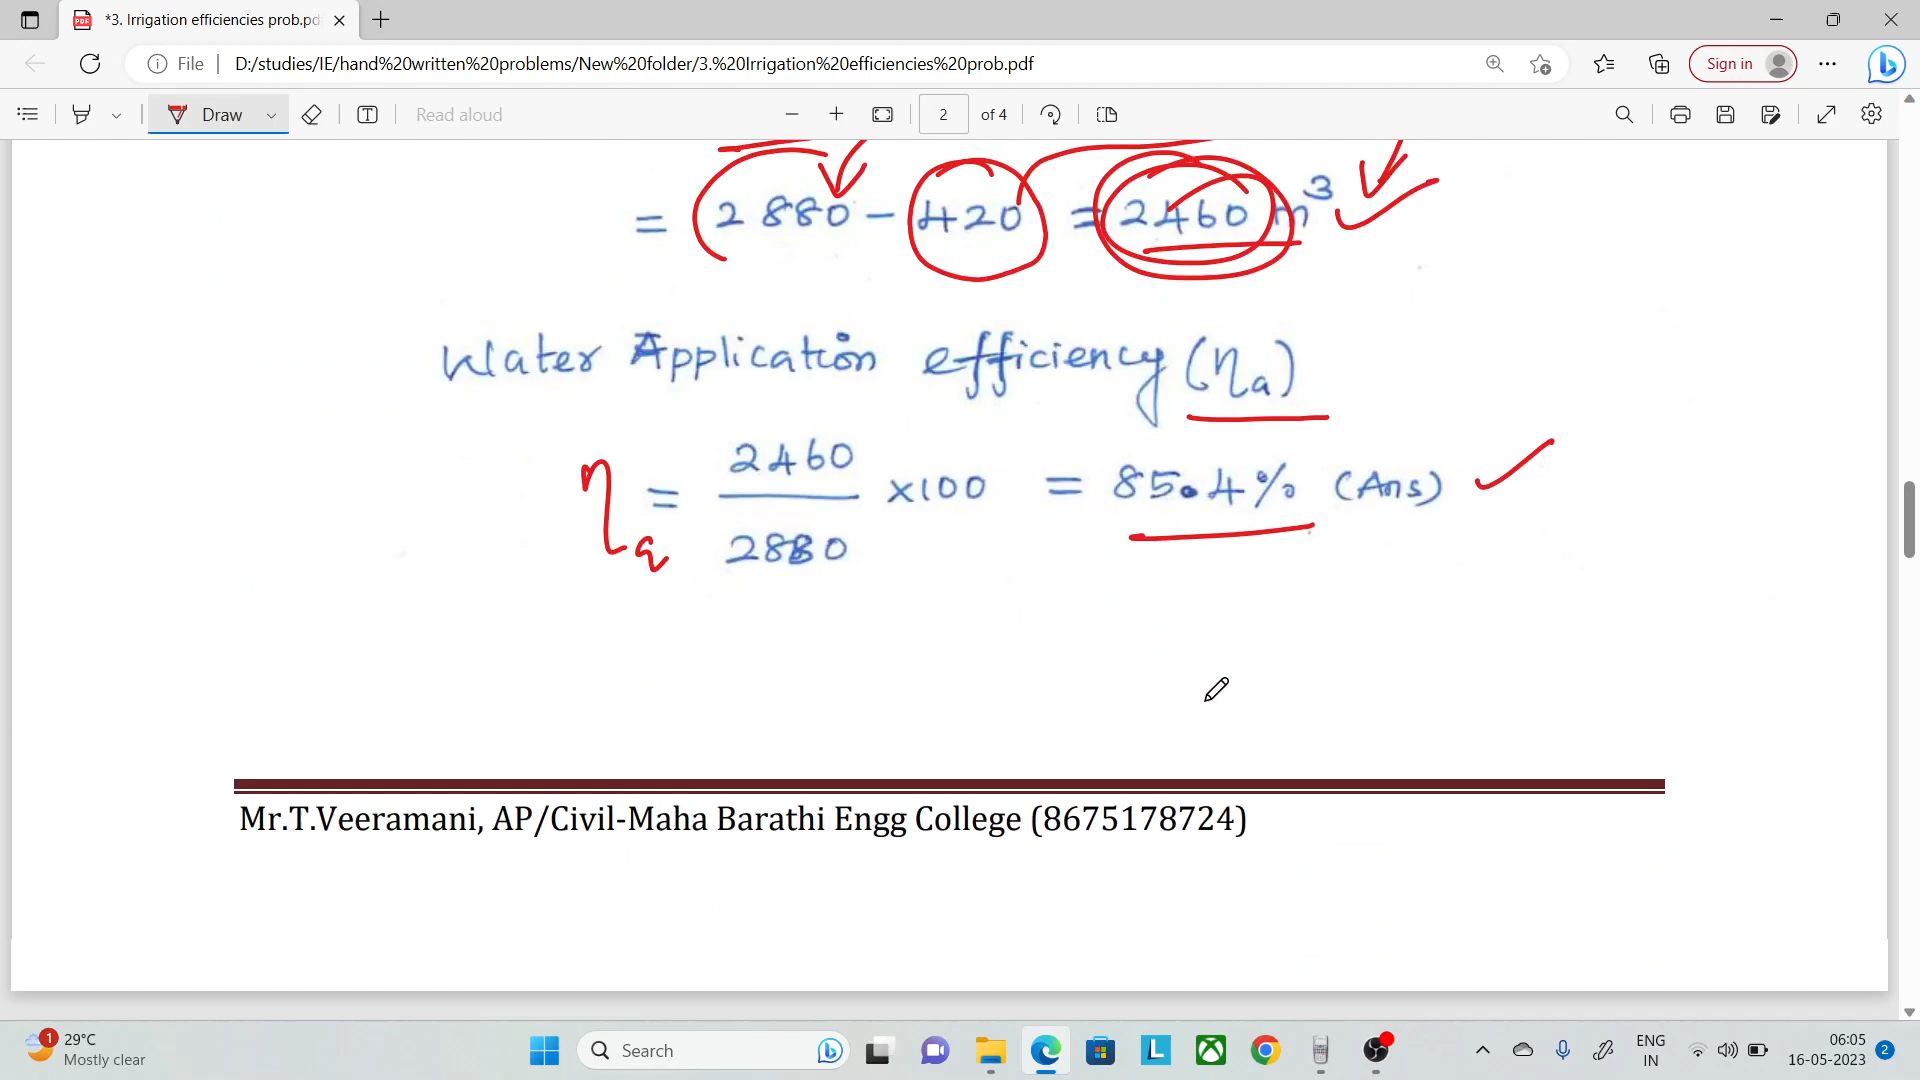 *3. Irrigation efficiencies prob.pd
File
D:/studies/IE/hand%20written%20problems/New%20folder/3.%20Irrigation%20efficiencies%20prob.pdf
Sign in
Draw
Read aloud
2 of 4
= 2880 - 420 = 2460 m³
Water Application efficiency (ηa)
ηa = 2460/2880 ×100 = 85.4% (Ans)
Mr.T.Veeramani, AP/Civil-Maha Barathi Engg College (8675178724)
1
29°C
Mostly clear
Search
ENG
IN
06:05
16-05-2023
2